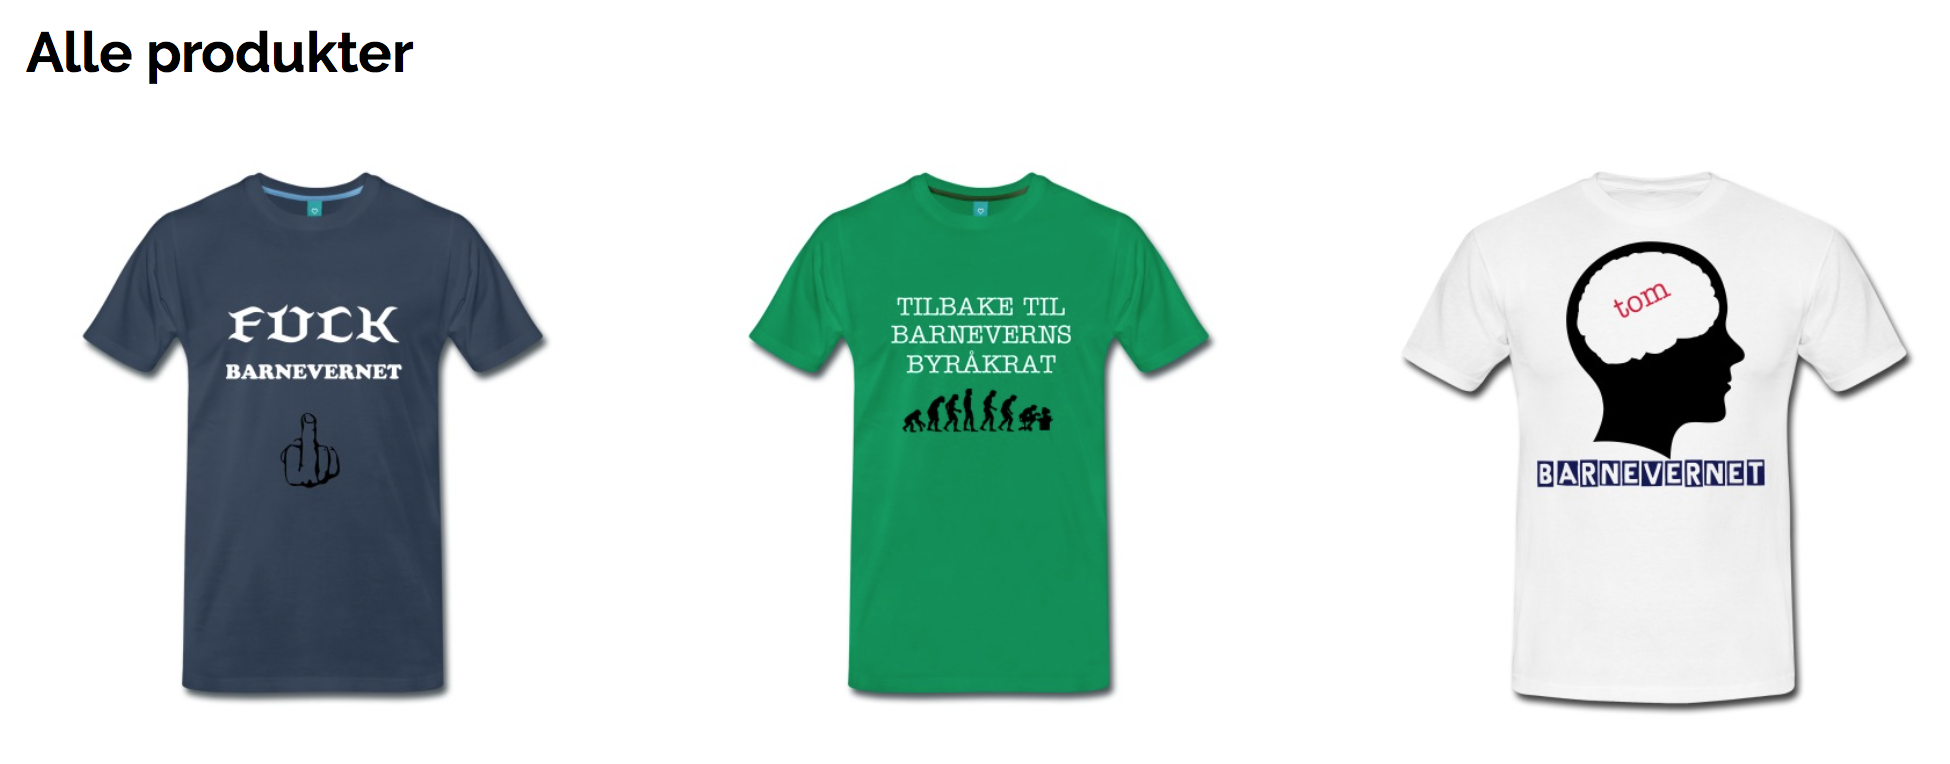 Alle produkter
FUCK
BARNEVERNET
TILBAKE TIL
BARNEVERNS
BYRÅKRAT
tom
BARNEVERNET